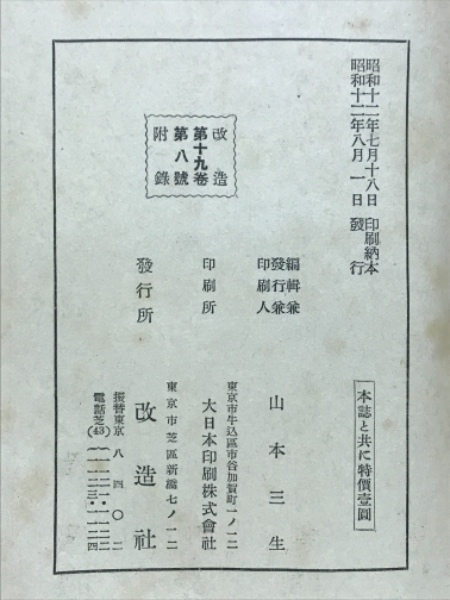 昭和十二年七月十八日 印刷納本
昭和十二年八月一日 發行
本誌と共に特價壹圓
改造
第十九卷
第八號
附錄
編輯兼
發行兼
印刷人
山本三生
東京市牛込區市谷加賀町一ノ一二
印刷所
大日本印刷株式會社
東京市芝區新橋七ノ一二
發行所
改造社
振替東京八四〇二
電話芝(43)